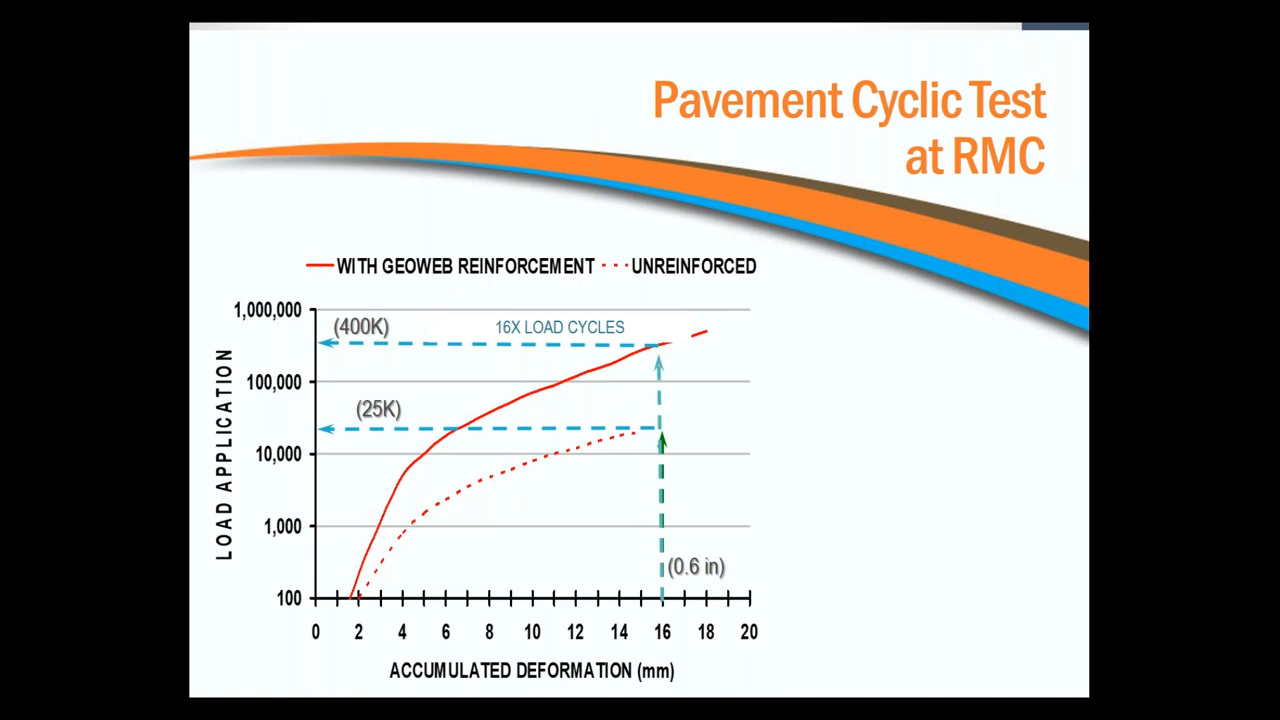 Pavement Cyclic Test
at RMC
WITH GEOWEB REINFORCEMENT UNREINFORCED
1,000,000
(400K)
16X LOAD CYCLES
100,000
(25K)
10,000
1,000
(0.6 in)
100
LOAD APPLICATION
0 2 4 6 8 10 12 14 16 18 20
ACCUMULATED DEFORMATION (mm)